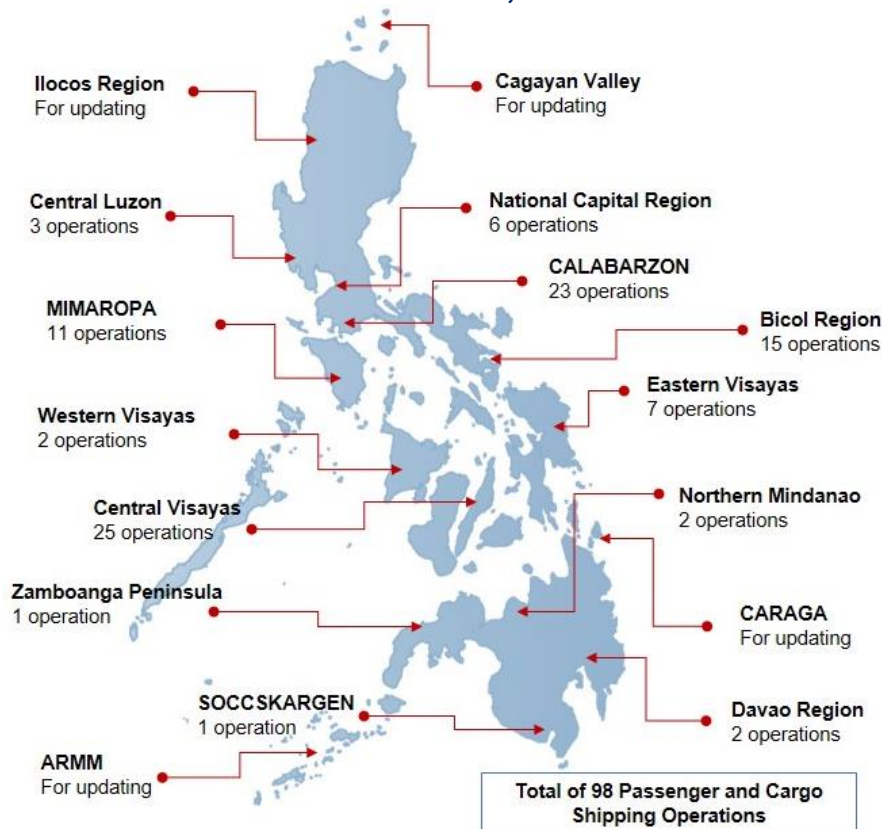 Ilocos Region
For updating
Cagayan Valley
For updating
Central Luzon
3 operations
National Capital Region
6 operations
CALABARZON
23 operations
MIMAROPA
11 operations
Bicol Region
15 operations
Eastern Visayas
7 operations
Western Visayas
2 operations
Northern Mindanao
2 operations
Central Visayas
25 operations
Zamboanga Peninsula
1 operation
CARAGA
For updating
SOCCSKARGEN
1 operation
Davao Region
2 operations
ARMM
For updating
Total of 98 Passenger and Cargo
Shipping Operations